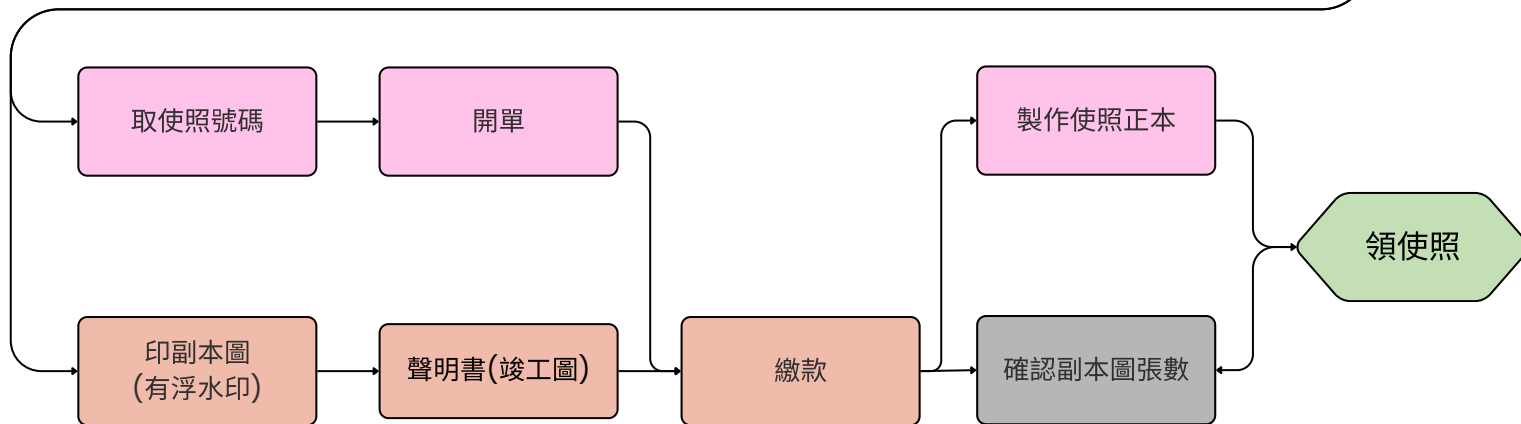 取使照號碼
開單
製作使照正本
領使照
印副本圖
(有浮水印)
聲明書(竣工圖)
繳款
確認副本圖張數